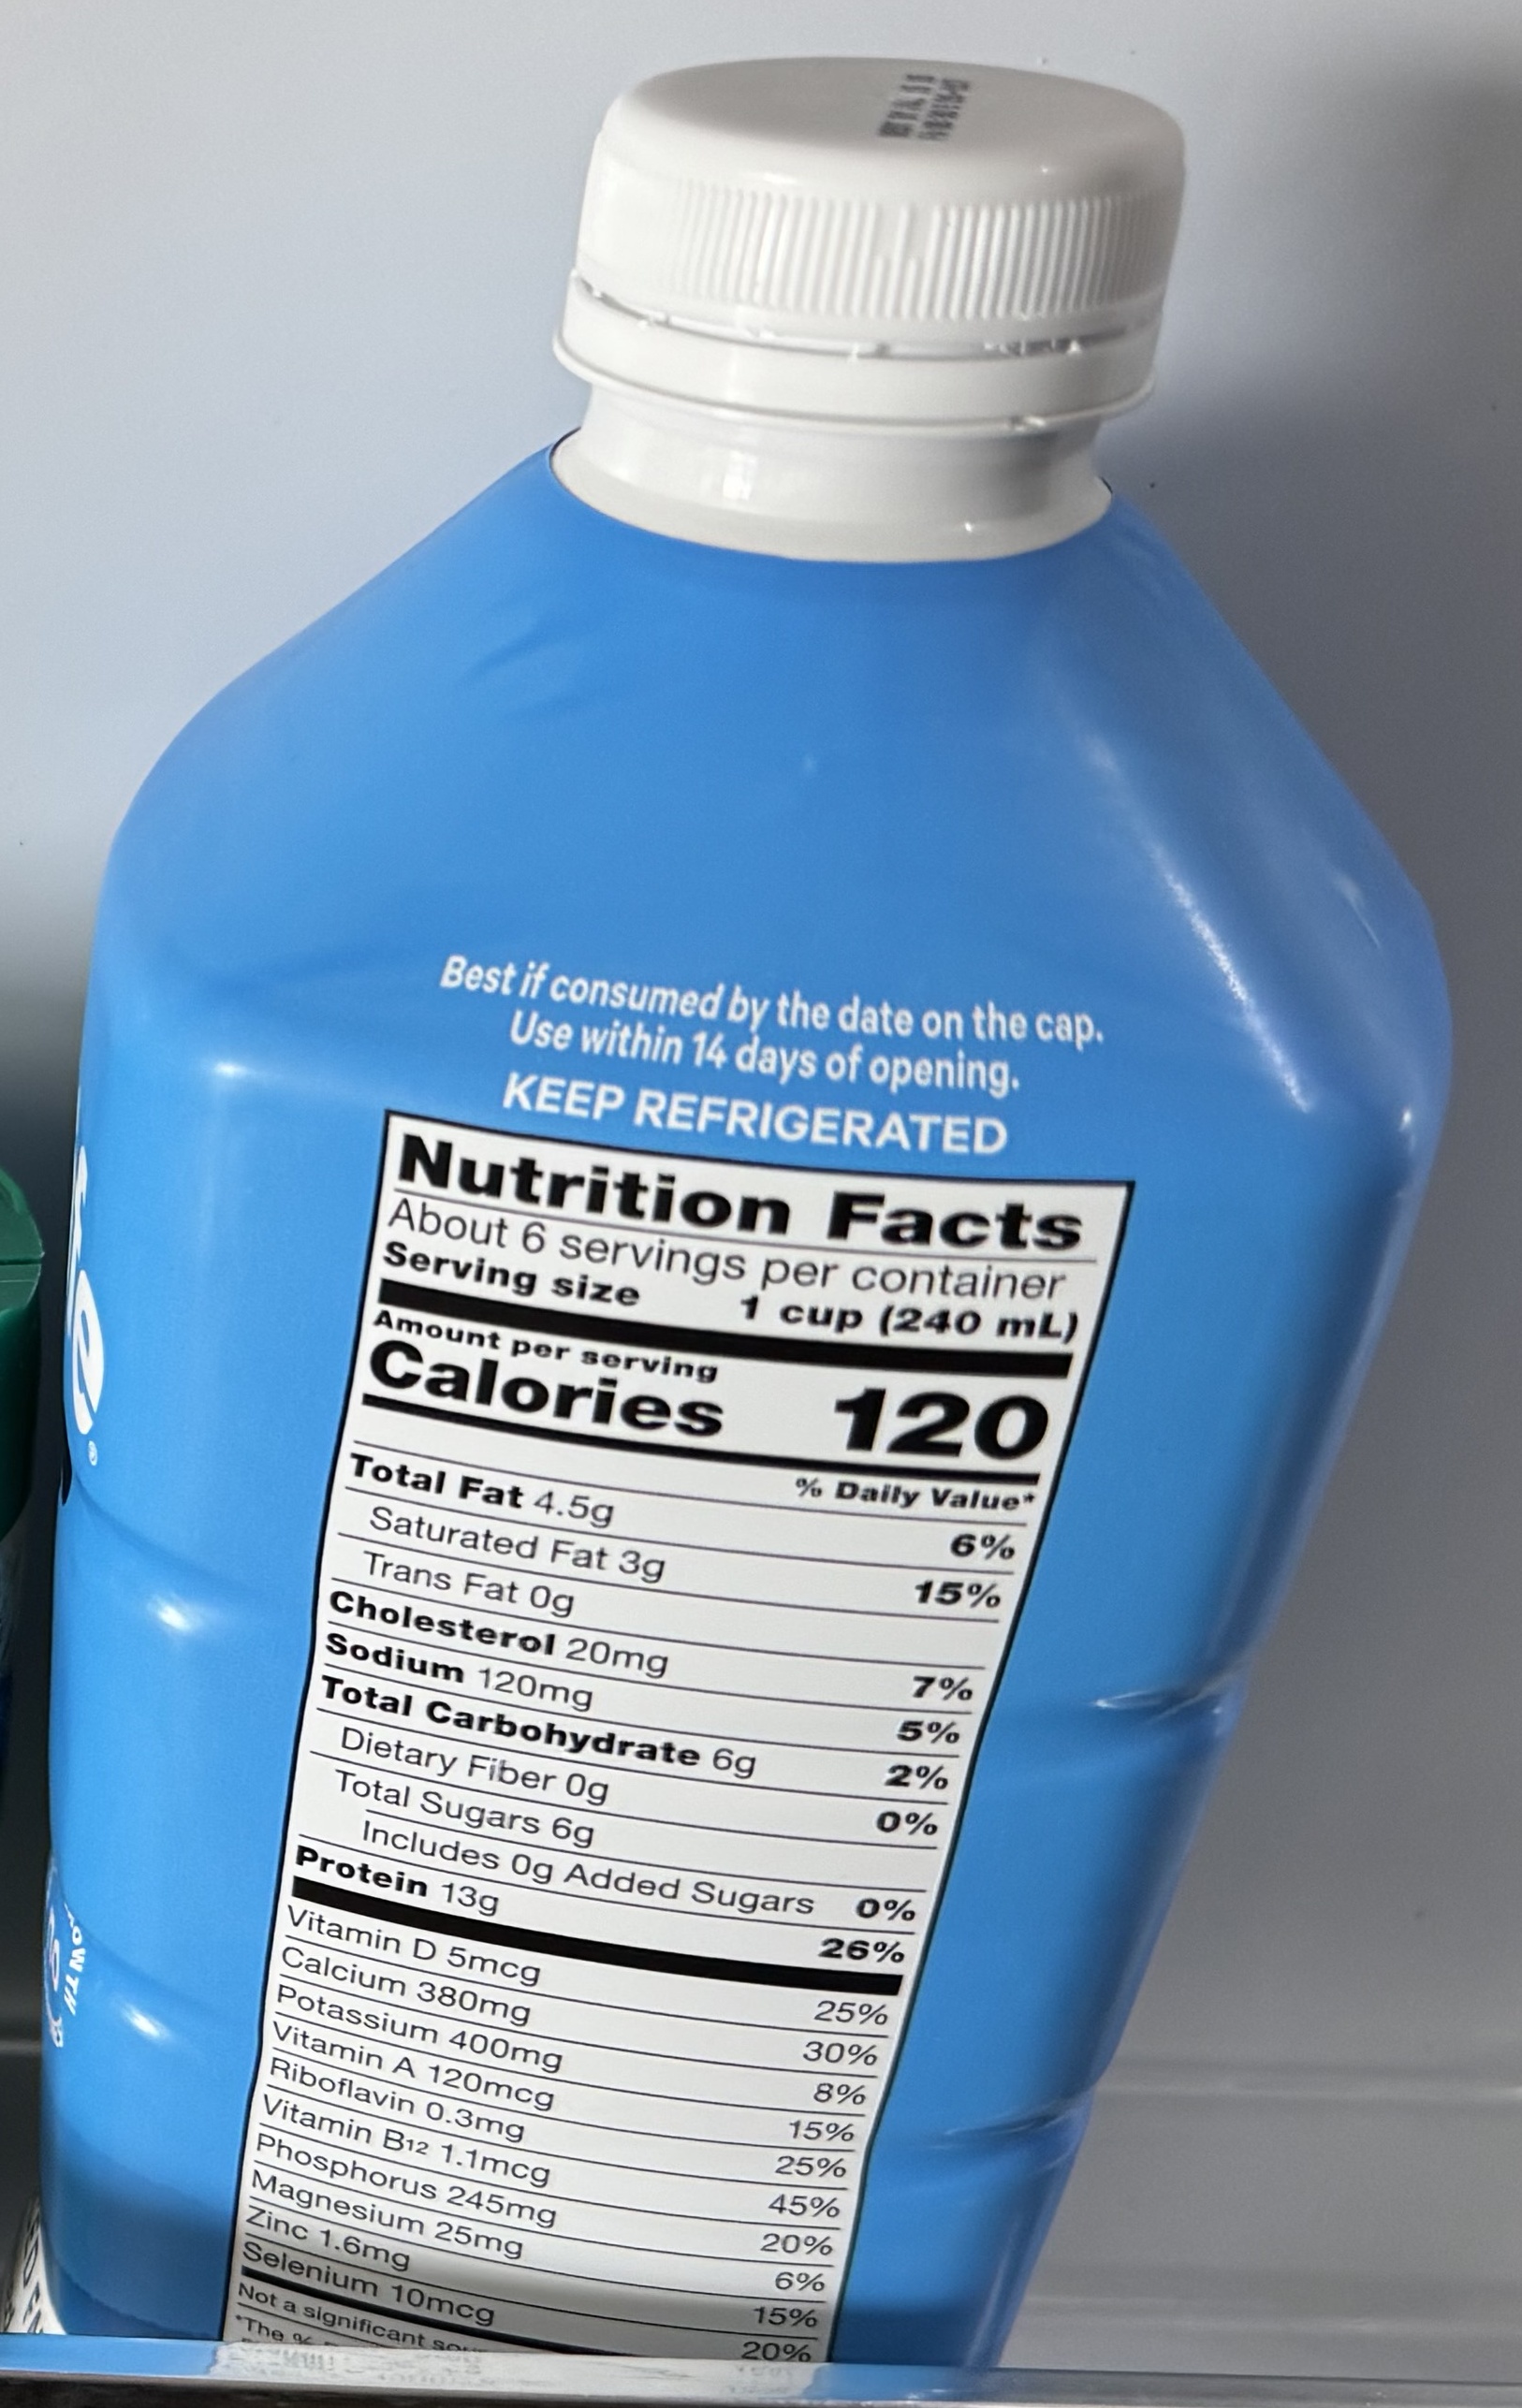 Best if consumed by the date on the cap.
Use within 14 days of opening.
KEEP REFRIGERATED
Nutrition Facts
About 6 servings per container
Serving size 1 cup (240 mL)
Amount per serving
Calories 120
% Daily Value*
Total Fat 4.5g 6%
Saturated Fat 3g 15%
Trans Fat 0g
Cholesterol 20mg 7%
Sodium 120mg 5%
Total Carbohydrate 6g 2%
Dietary Fiber 0g 0%
Total Sugars 6g
Includes 0g Added Sugars 0%
Protein 13g 26%
Vitamin D 5mcg 25%
Calcium 380mg 30%
Potassium 400mg 8%
Vitamin A 120mcg 15%
Riboflavin 0.3mg 25%
Vitamin B12 1.1mcg 45%
Phosphorus 245mg 20%
Magnesium 25mg 6%
Zinc 1.6mg 15%
Selenium 10mcg 20%
Not a significant
*The %